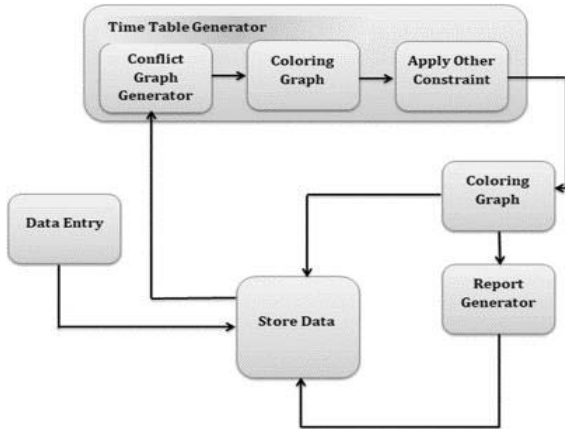 Time Table Generator
Conflict
Graph
Generator
Coloring
Graph
Apply Other
Constraint
Coloring
Graph
Data Entry
Report
Generator
Store Data